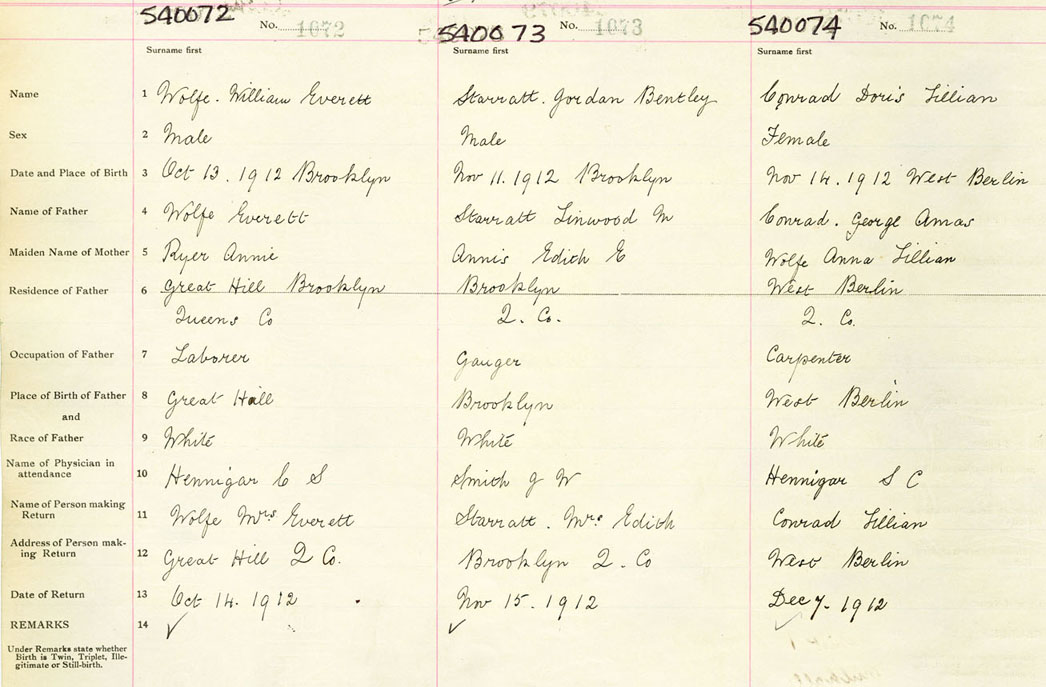 540072 No. 1072 540073 No. 1073 540074 No. 1074
Surname first Surname first Surname first
Name 1 Wolfe. William Everett Starratt. Gordan Bentley Conrad Doris Lillian
Sex 2 Male Male Female
Date and Place of Birth 3 Oct 13. 1912 Brooklyn Nov 11. 1912 Brooklyn Nov 14. 1912 West Berlin
Name of Father 4 Wolfe Everett Starratt Linwood M Conrad. George Amas
Maiden Name of Mother 5 Ryer Annie Annis Edith E Wolfe Anna Lillian
Residence of Father 6 Great Hill Brooklyn Brooklyn West Berlin
Queens Co Q. Co. Q. Co.
Occupation of Father 7 Laborer Gauger Carpenter
Place of Birth of Father 8 Great Hill Brooklyn West Berlin
and
Race of Father 9 White White White
Name of Physician in
attendance 10 Hennigar C S Smith J W Hennigar S C
Name of Person making
Return 11 Wolfe Mrs Everett Starratt. Mrs Edith Conrad Lillian
Address of Person mak-
ing Return 12 Great Hill Q Co. Brooklyn Q. Co West Berlin
Date of Return 13 Oct 14. 1912 Nov 15. 1912 Dec 7. 1912
REMARKS 14
Under Remarks state whether
Birth is Twin, Triplet, Ille-
gitimate or Still-birth.